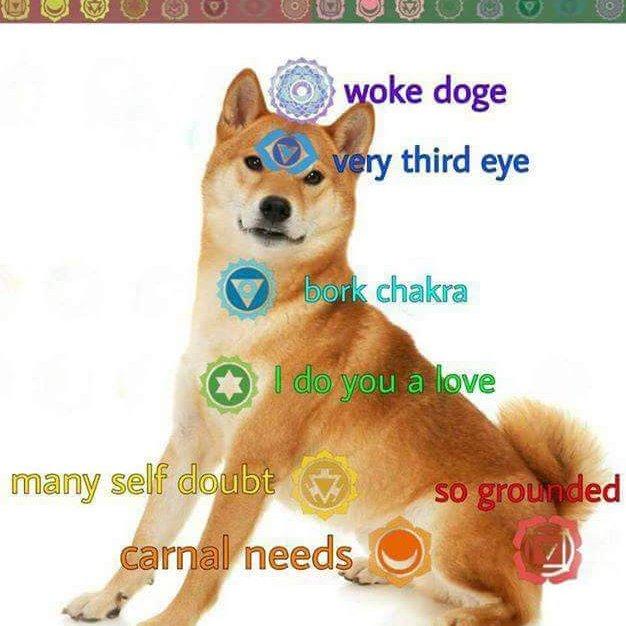 woke doge
very third eye
bork chakra
I do you a love
many self doubt
so grounded
carnal needs